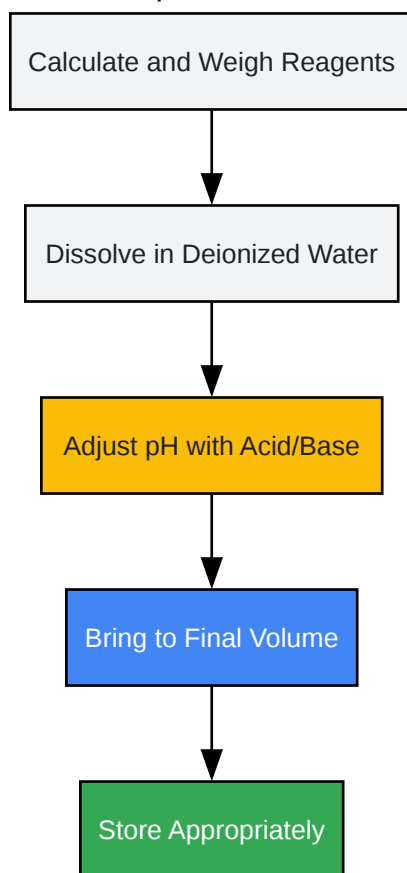 Calculate and Weigh Reagents
Dissolve in Deionized Water
Adjust pH with Acid/Base
Bring to Final Volume
Store Appropriately